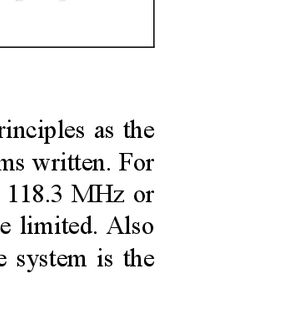 rinciples as the
ms written. For
118.3 MHz or
e limited. Also
e system is the